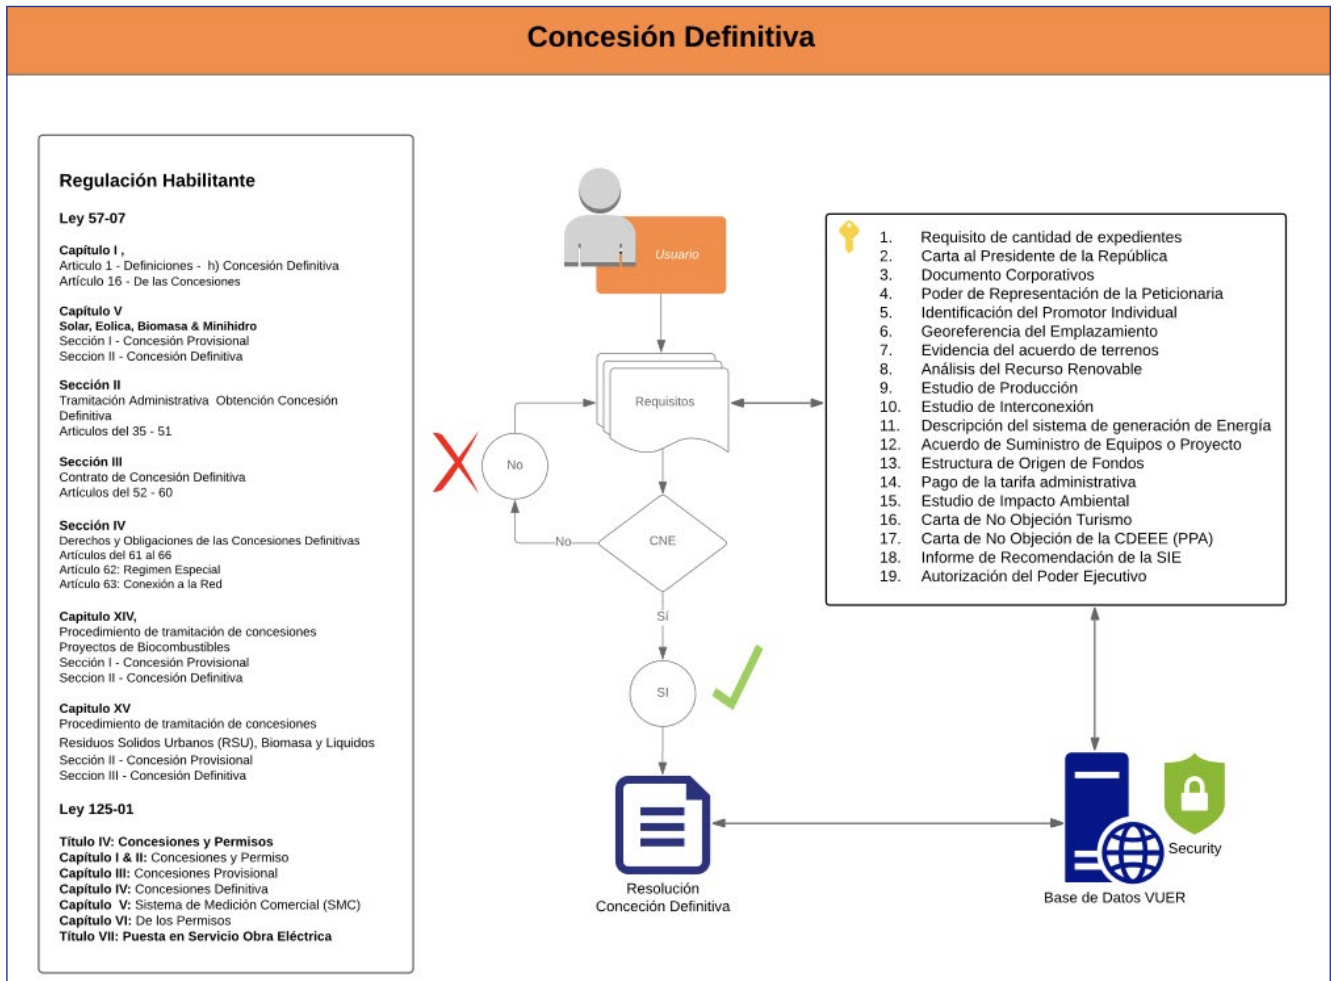 Concesión Definitiva
Regulación Habilitante
Ley 57-07
Capítulo I ,
Articulo 1 - Definiciones - h) Concesión Definitiva
Artículo 16 - De las Concesiones
Capítulo V
Solar, Eolica, Biomasa & Minihidro
Sección I - Concesión Provisional
Seccion II - Concesión Definitiva
Sección II
Tramitación Administrativa Obtención Concesión
Definitiva
Articulos del 35 - 51
Sección III
Contrato de Concesión Definitiva
Artículos del 52 - 60
Sección IV
Derechos y Obligaciones de las Concesiones Definitivas
Artículos del 61 al 66
Artículo 62: Regimen Especial
Artículo 63: Conexión a la Red
Capitulo XIV,
Procedimiento de tramitación de concesiones
Proyectos de Biocombustibles
Sección I - Concesión Provisional
Seccion II - Concesión Definitiva
Capitulo XV
Procedimiento de tramitación de concesiones
Residuos Solidos Urbanos (RSU), Biomasa y Liquidos
Sección II - Concesión Provisional
Seccion III - Concesión Definitiva
Ley 125-01
Título IV: Concesiones y Permisos
Capítulo I & II: Concesiones y Permiso
Capítulo III: Concesiones Provisional
Capítulo IV: Concesiones Definitiva
Capítulo V: Sistema de Medición Comercial (SMC)
Capítulo VI: De los Permisos
Título VII: Puesta en Servicio Obra Eléctrica
Usuario
Requisitos
No
No
CNE
Sí
SI
Resolución
Conceción Definitiva
1. Requisito de cantidad de expedientes
2. Carta al Presidente de la República
3. Documento Corporativos
4. Poder de Representación de la Peticionaria
5. Identificación del Promotor Individual
6. Georeferencia del Emplazamiento
7. Evidencia del acuerdo de terrenos
8. Análisis del Recurso Renovable
9. Estudio de Producción
10. Estudio de Interconexión
11. Descripción del sistema de generación de Energía
12. Acuerdo de Suministro de Equipos o Proyecto
13. Estructura de Origen de Fondos
14. Pago de la tarifa administrativa
15. Estudio de Impacto Ambiental
16. Carta de No Objeción Turismo
17. Carta de No Objeción de la CDEEE (PPA)
18. Informe de Recomendación de la SIE
19. Autorización del Poder Ejecutivo
Security
Base de Datos VUER